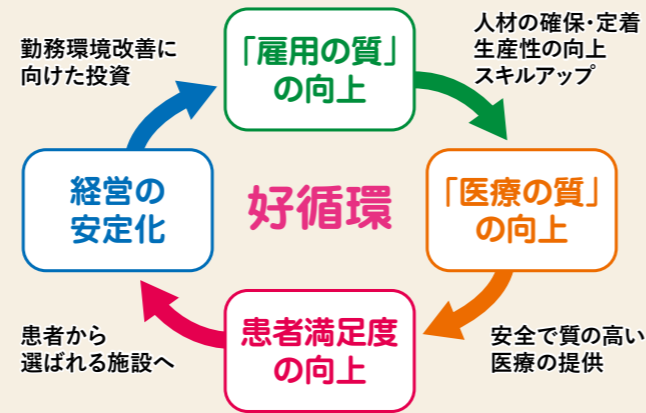 勤務環境改善に
向けた投資
「雇用の質」
の向上
人材の確保・定着
生産性の向上
スキルアップ
経営の
安定化
好循環
「医療の質」
の向上
患者から
選ばれる施設へ
患者満足度
の向上
安全で質の高い
医療の提供